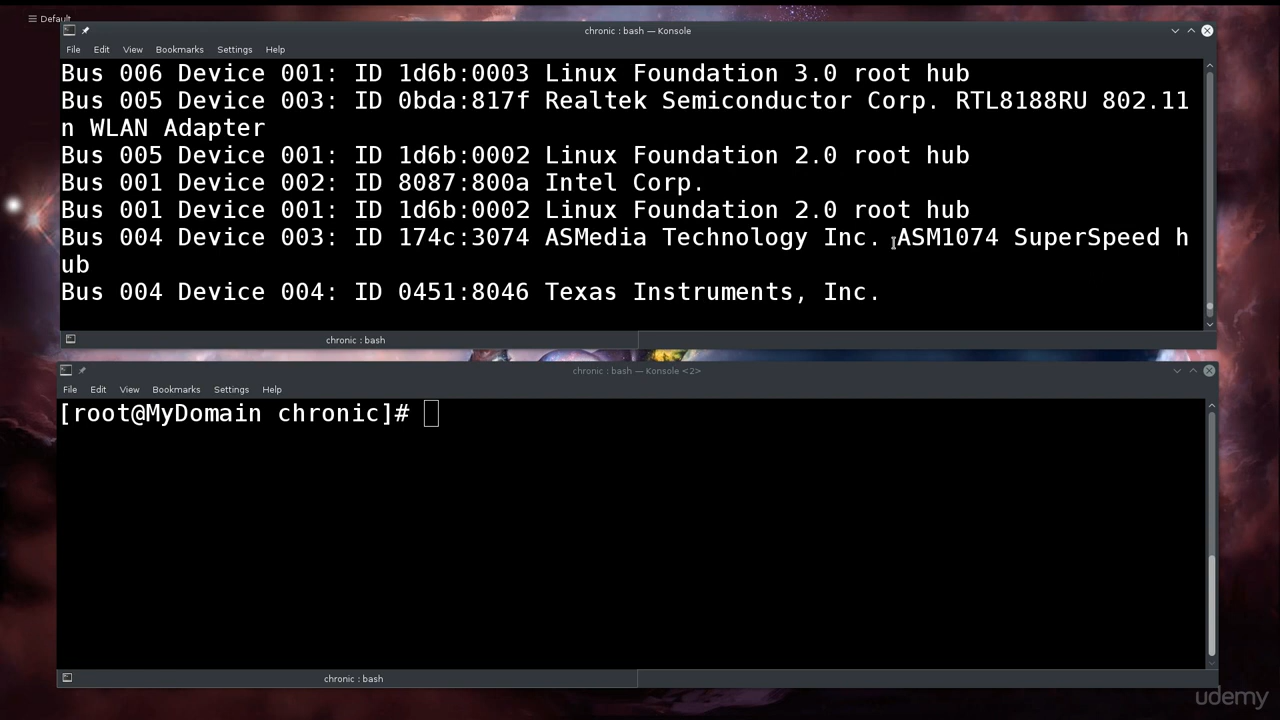 Default
chronic : bash — Konsole
File Edit View Bookmarks Settings Help
Bus 006 Device 001: ID 1d6b:0003 Linux Foundation 3.0 root hub
Bus 005 Device 003: ID 0bda:817f Realtek Semiconductor Corp. RTL8188RU 802.11
n WLAN Adapter
Bus 005 Device 001: ID 1d6b:0002 Linux Foundation 2.0 root hub
Bus 001 Device 002: ID 8087:800a Intel Corp.
Bus 001 Device 001: ID 1d6b:0002 Linux Foundation 2.0 root hub
Bus 004 Device 003: ID 174c:3074 ASMedia Technology Inc. ASM1074 SuperSpeed h
ub
Bus 004 Device 004: ID 0451:8046 Texas Instruments, Inc.
chronic : bash
chronic : bash — Konsole <2>
File Edit View Bookmarks Settings Help
[root@MyDomain chronic]#
chronic : bash
udemy